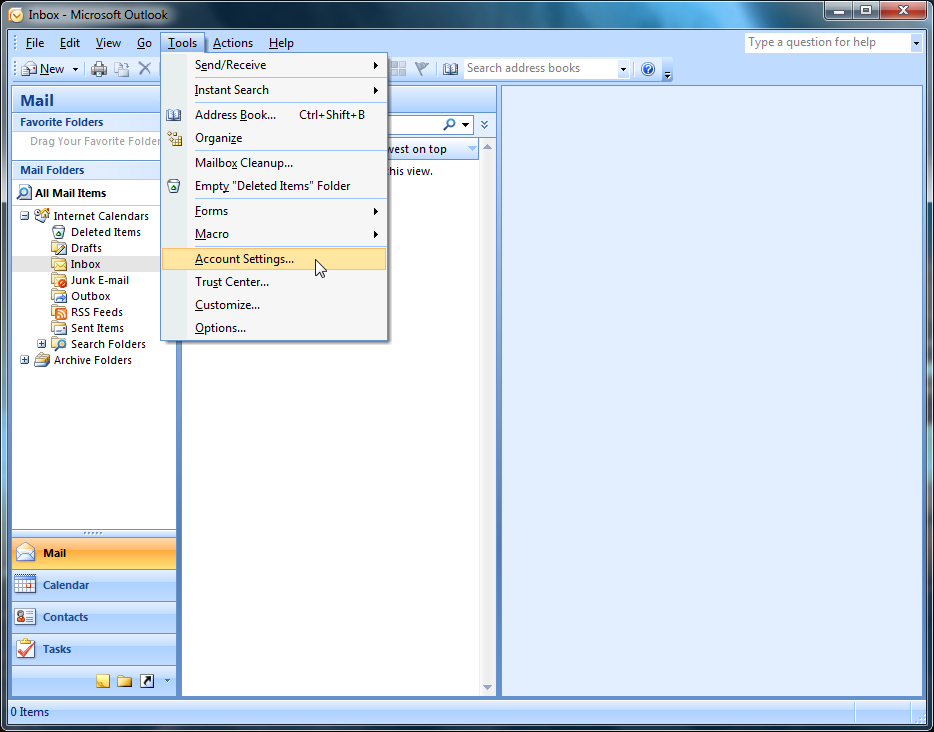 Inbox - Microsoft Outlook
File Edit View Go Tools Actions Help
Type a question for help
New
Search address books
Send/Receive
Instant Search
Address Book... Ctrl+Shift+B
Organize
Mailbox Cleanup...
Empty "Deleted Items" Folder
Forms
Macro
Account Settings...
Trust Center...
Customize...
Options...
Mail
Favorite Folders
Drag Your Favorite Folder
Mail Folders
All Mail Items
Internet Calendars
Deleted Items
Drafts
Inbox
Junk E-mail
Outbox
RSS Feeds
Sent Items
Search Folders
Archive Folders
west on top
his view.
Mail
Calendar
Contacts
Tasks
0 Items